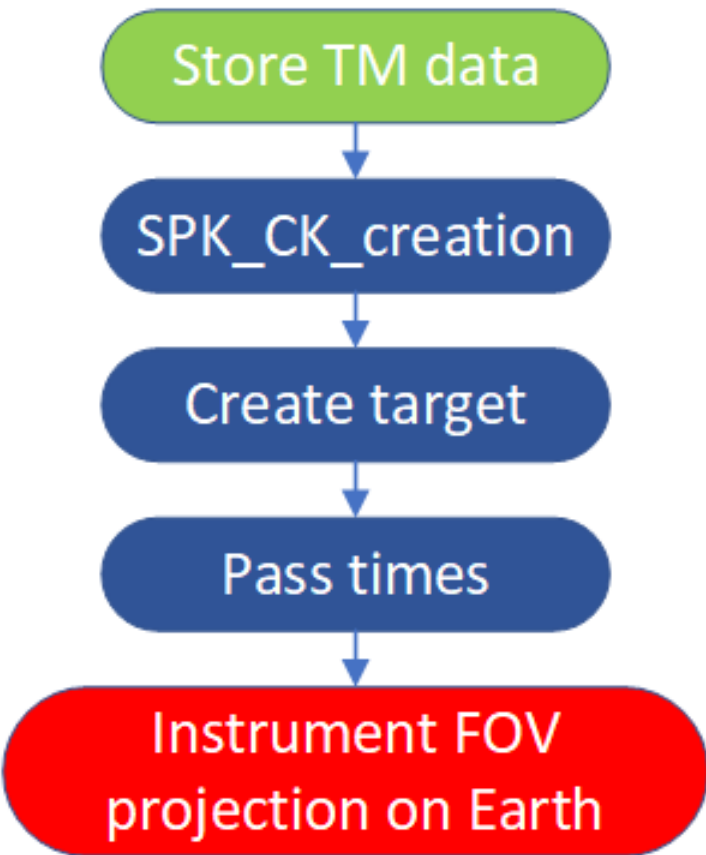 Store TM data
SPK_CK_creation
Create target
Pass times
Instrument FOV
projection on Earth